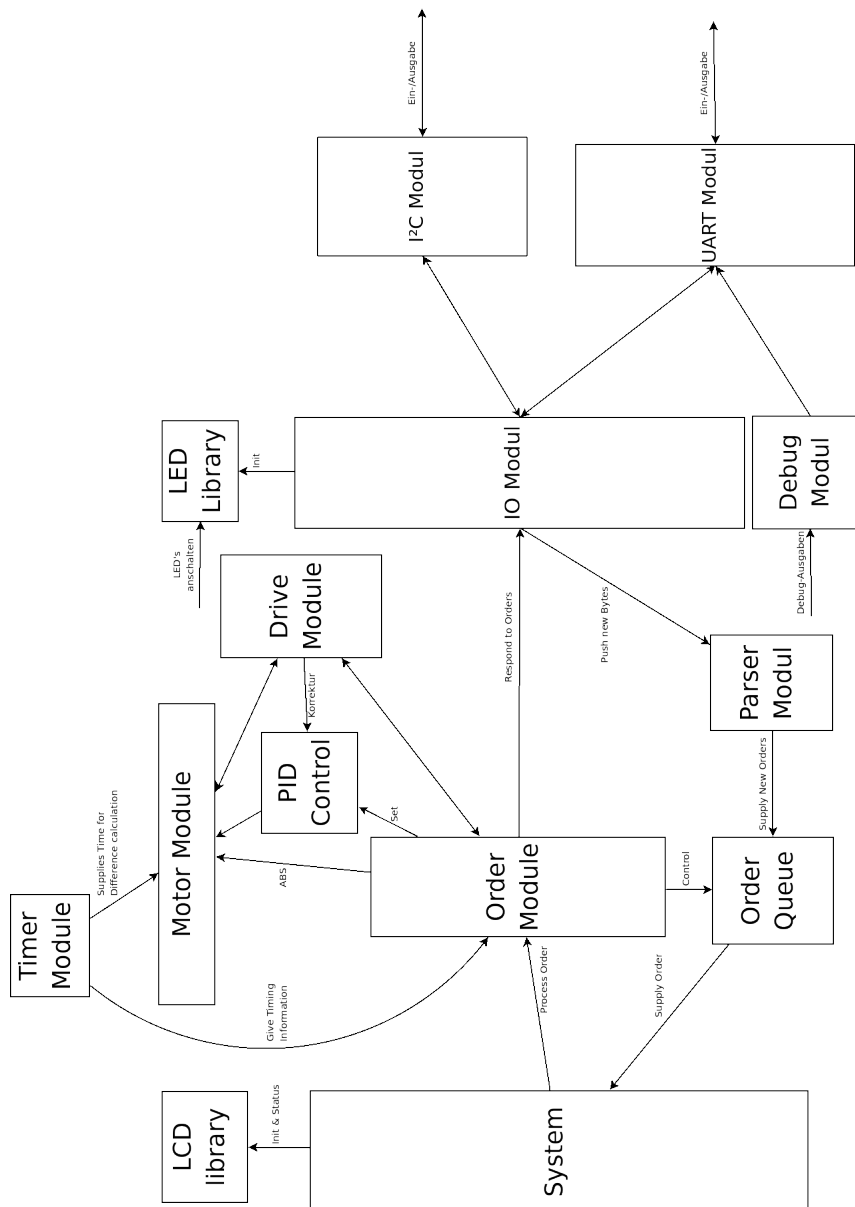 Ein-/Ausgabe
Ein-/Ausgabe
I²C Modul
UART Modul
LED
Library
Init
IO Modul
Debug
Modul
LED's
anschalten
Debug-Ausgaben
Drive
Module
Respond to Orders
Push new Bytes
Korrektur
Parser
Modul
Motor Module
PID
Control
Supplies Time for
Difference calculation
Set
Supply New Orders
ABS
Timer
Module
Order
Module
Control
Order
Queue
Give Timing
Information
Process Order
Supply Order
LCD
library
Init & Status
System